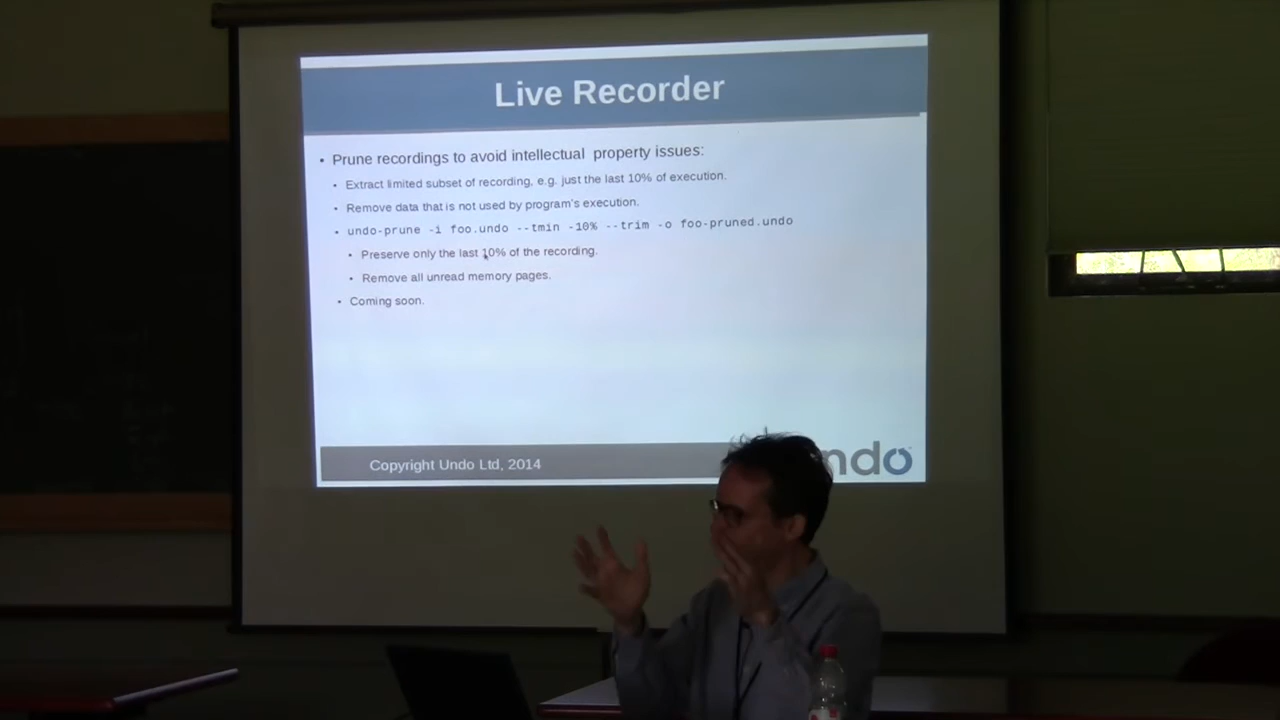 Live Recorder
• Prune recordings to avoid intellectual property issues:
• Extract limited subset of recording, e.g. just the last 10% of execution.
• Remove data that is not used by program's execution.
• undo-prune -i foo.undo --tmin -10% --trim -o foo-pruned.undo
• Preserve only the last 10% of the recording.
• Remove all unread memory pages.
• Coming soon.
Copyright Undo Ltd, 2014
ndo